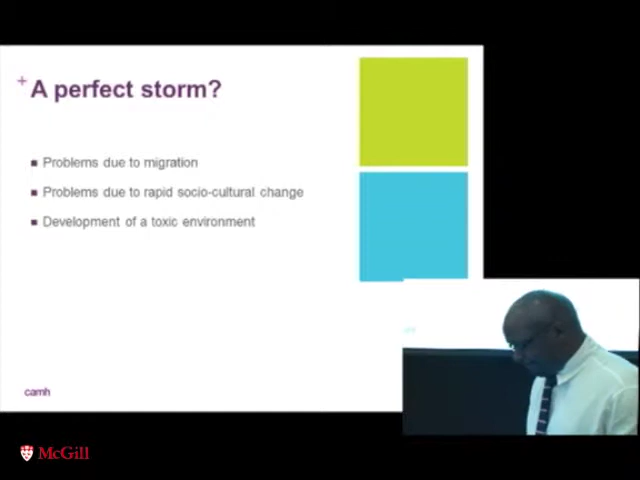 +
A perfect storm?
Problems due to migration
Problems due to rapid socio-cultural change
Development of a toxic environment
camh
McGill